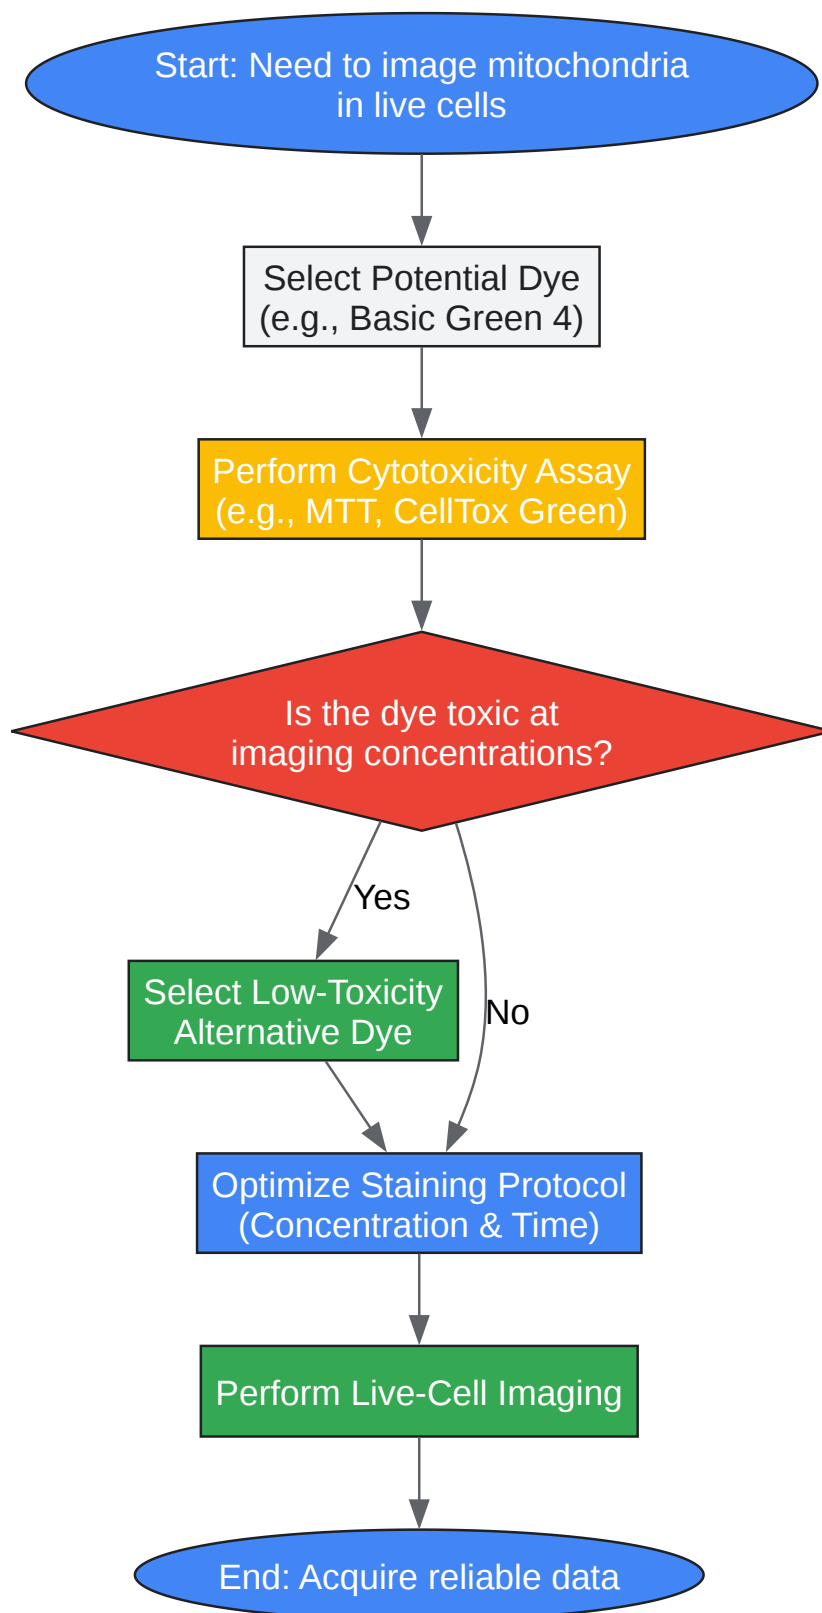 Start: Need to image mitochondria
in live cells
Select Potential Dye
(e.g., Basic Green 4)
Perform Cytotoxicity Assay
(e.g., MTT, CellTox Green)
Is the dye toxic at
imaging concentrations?
Yes
Select Low-Toxicity
Alternative Dye
No
Optimize Staining Protocol
(Concentration & Time)
Perform Live-Cell Imaging
End: Acquire reliable data